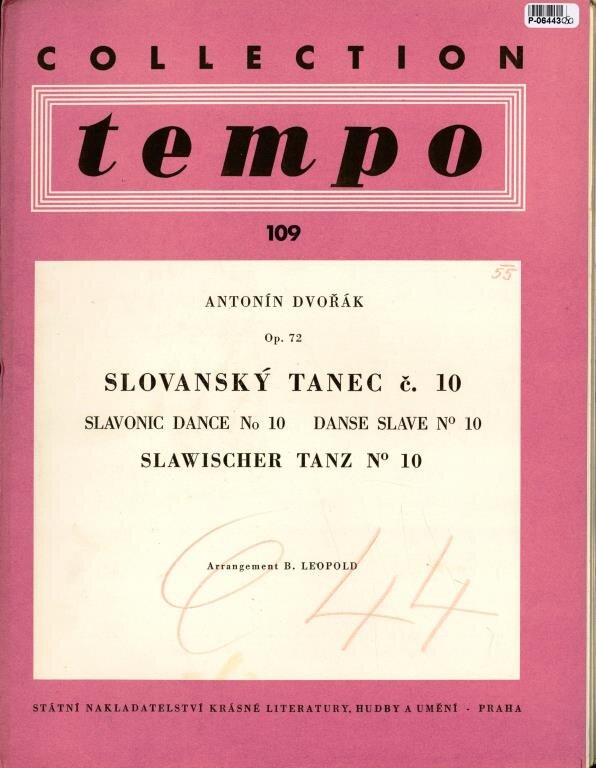 P-0644350
COLLECTION
tempo
109
55
ANTONÍN DVOŘÁK
Op. 72
SLOVANSKÝ TANEC č. 10
SLAVONIC DANCE No 10 DANSE SLAVE Nº 10
SLAWISCHER TANZ Nº 10
Arrangement B. LEOPOLD
C 44
STÁTNÍ NAKLADATELSTVÍ KRÁSNÉ LITERATURY, HUDBY A UMĚNÍ - PRAHA